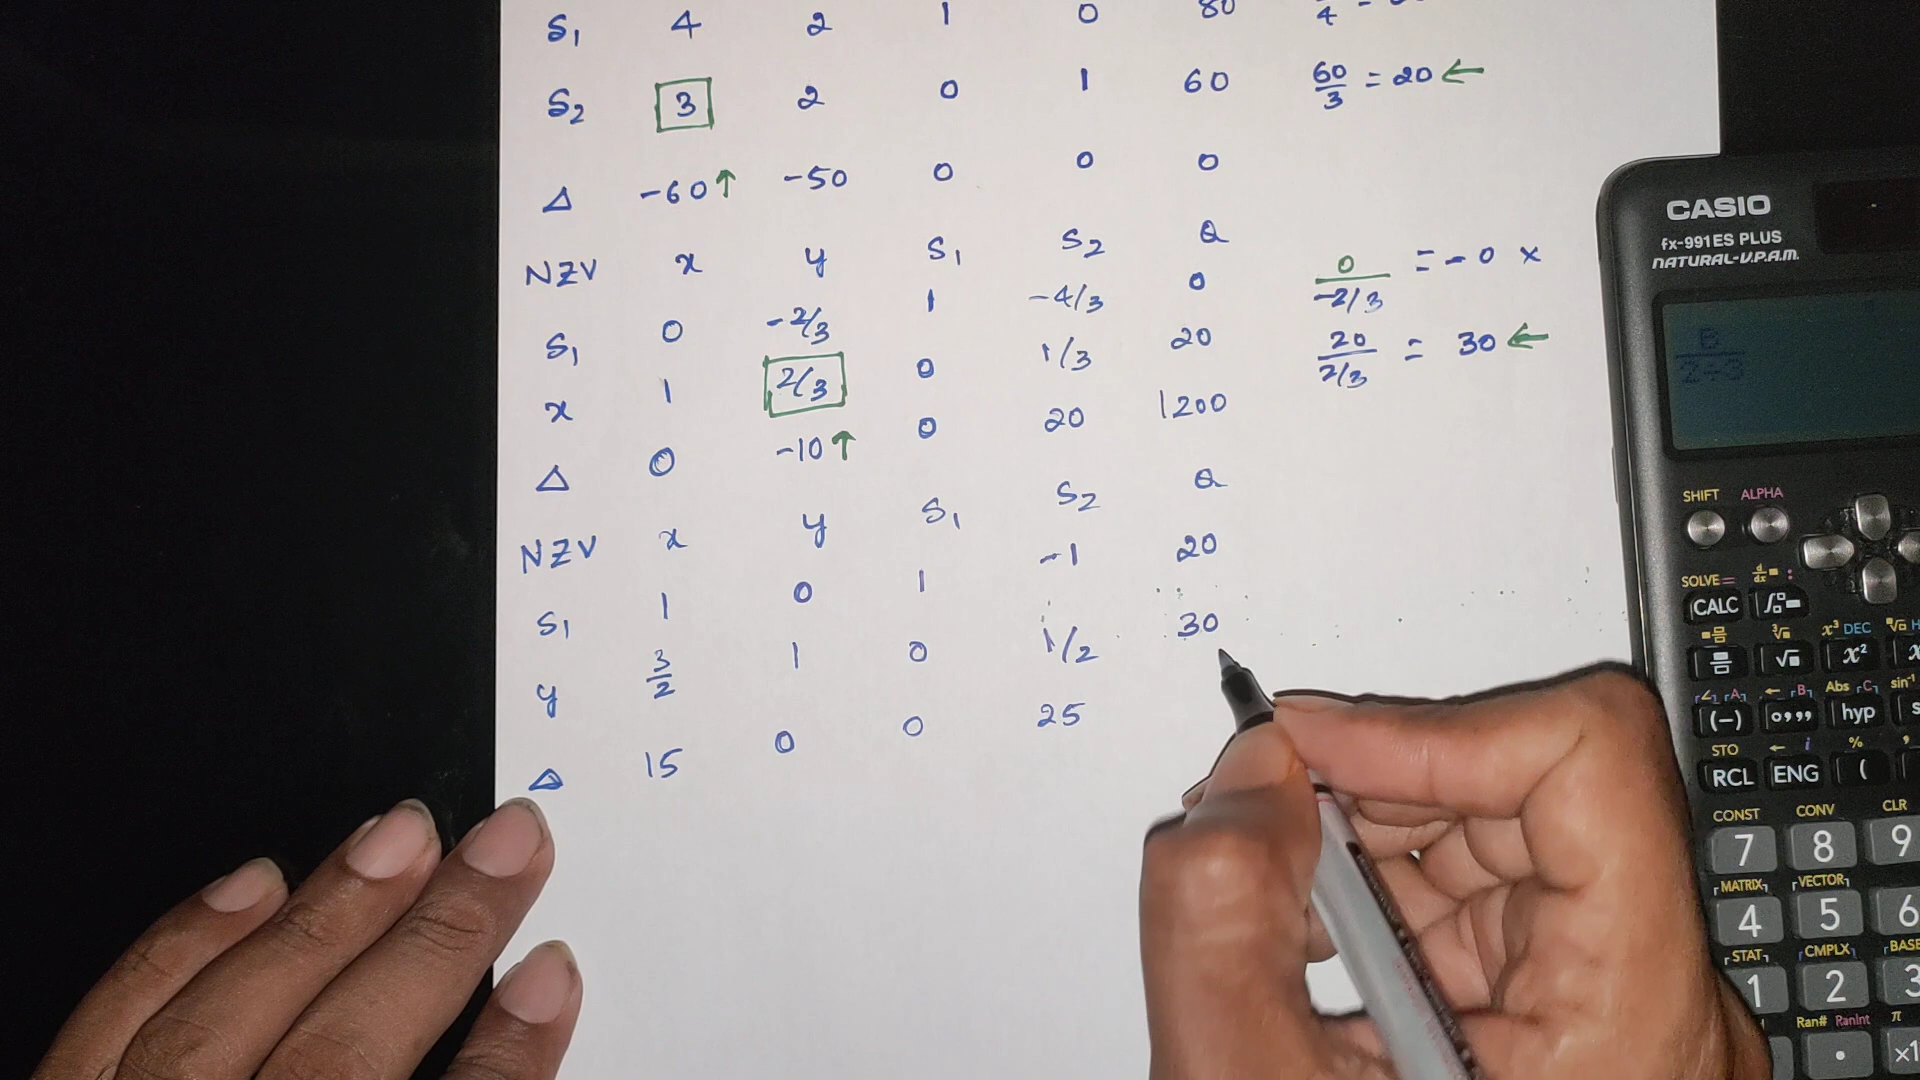 S1 4 2 1 0 80
S2 3 2 0 1 60 60/3 = 20 ←
Δ -60↑ -50 0 0 0
NZV x y S1 S2 Q
S1 0 -2/3 1 -4/3 0 0/-2/3 = -0 ×
x 1 2/3 0 1/3 20 20/2/3 = 30 ←
Δ 0 -10↑ 0 20 1200
NZV x y S1 S2 Q
S1 1 0 1 -1 20
y 3/2 1 0 1/2 30
Δ 15 0 0 25
CASIO
fx-991ES PLUS
NATURAL-V.P.A.M.
SHIFT ALPHA
SOLVE = d/dx :
CALC ∫
x³ DEC
√ x²
∠ A ← B Abs C sin⁻¹
(–) °,,, hyp
STO ← i %
RCL ENG (
CONST CONV CLR
7 8 9
MATRIX VECTOR
4 5 6
STAT CMPLX BASE
1 2 3
Ran# RanInt π
. ×1